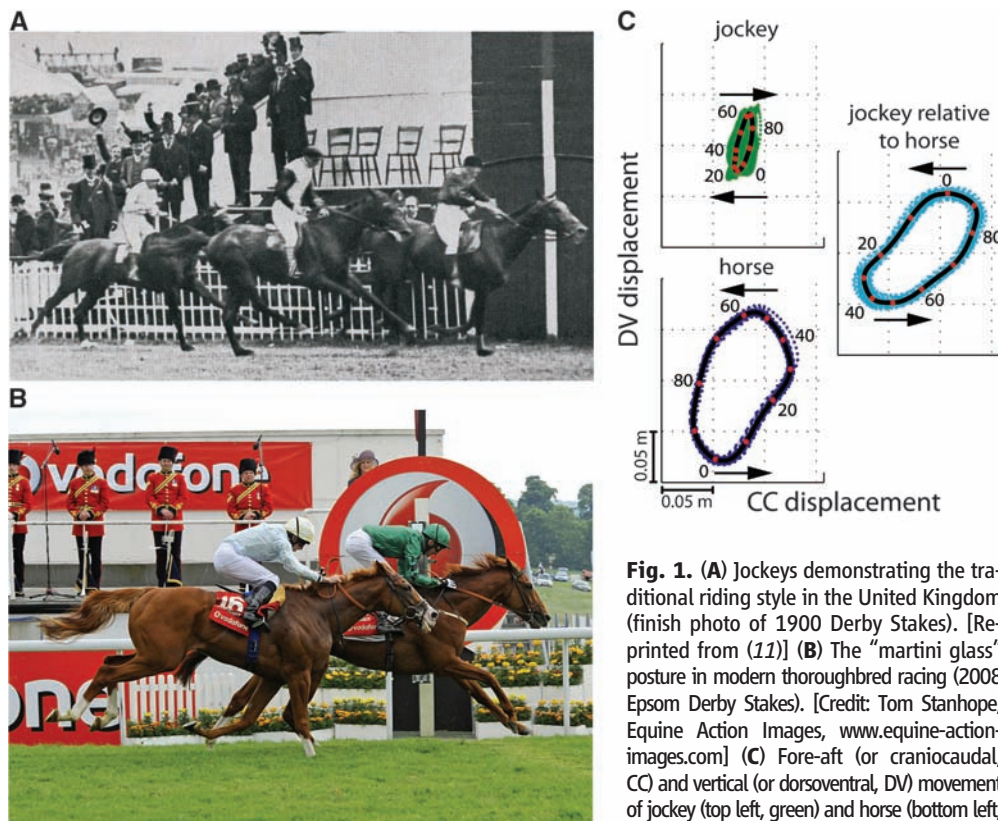 A
B
vodafone
16
vodafone
one
C
jockey
60
80
40
20
0
jockey relative
to horse
0
20
80
40
60
DV displacement
horse
60
40
80
20
0
0.05 m
0.05 m
CC displacement
Fig. 1. (A) Jockeys demonstrating the tra-
ditional riding style in the United Kingdom
(finish photo of 1900 Derby Stakes). [Re-
printed from (11)] (B) The “martini glass”
posture in modern thoroughbred racing (2008
Epsom Derby Stakes). [Credit: Tom Stanhope,
Equine Action Images, www.equine-action-
images.com] (C) Fore-aft (or craniocaudal,
CC) and vertical (or dorsoventral, DV) movement
of jockey (top left, green) and horse (bottom left,